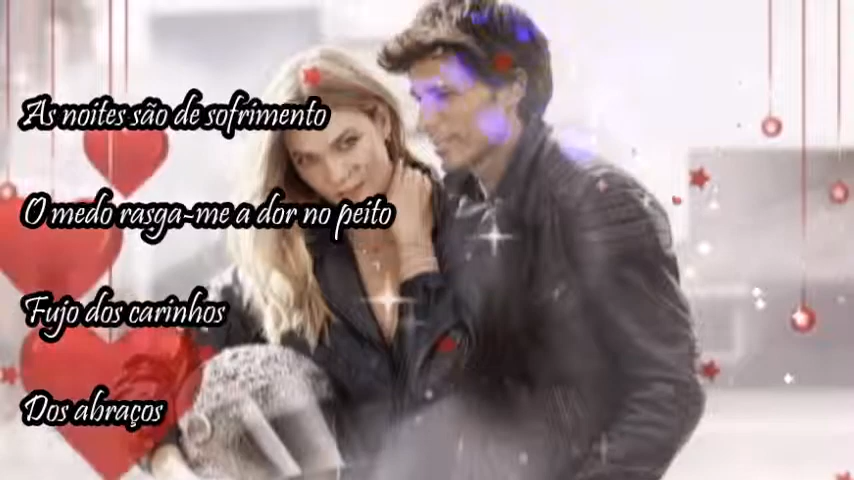 As noites são de sofrimento
O medo rasga-me a dor no peito
Fujo dos carinhos
Dos abraços